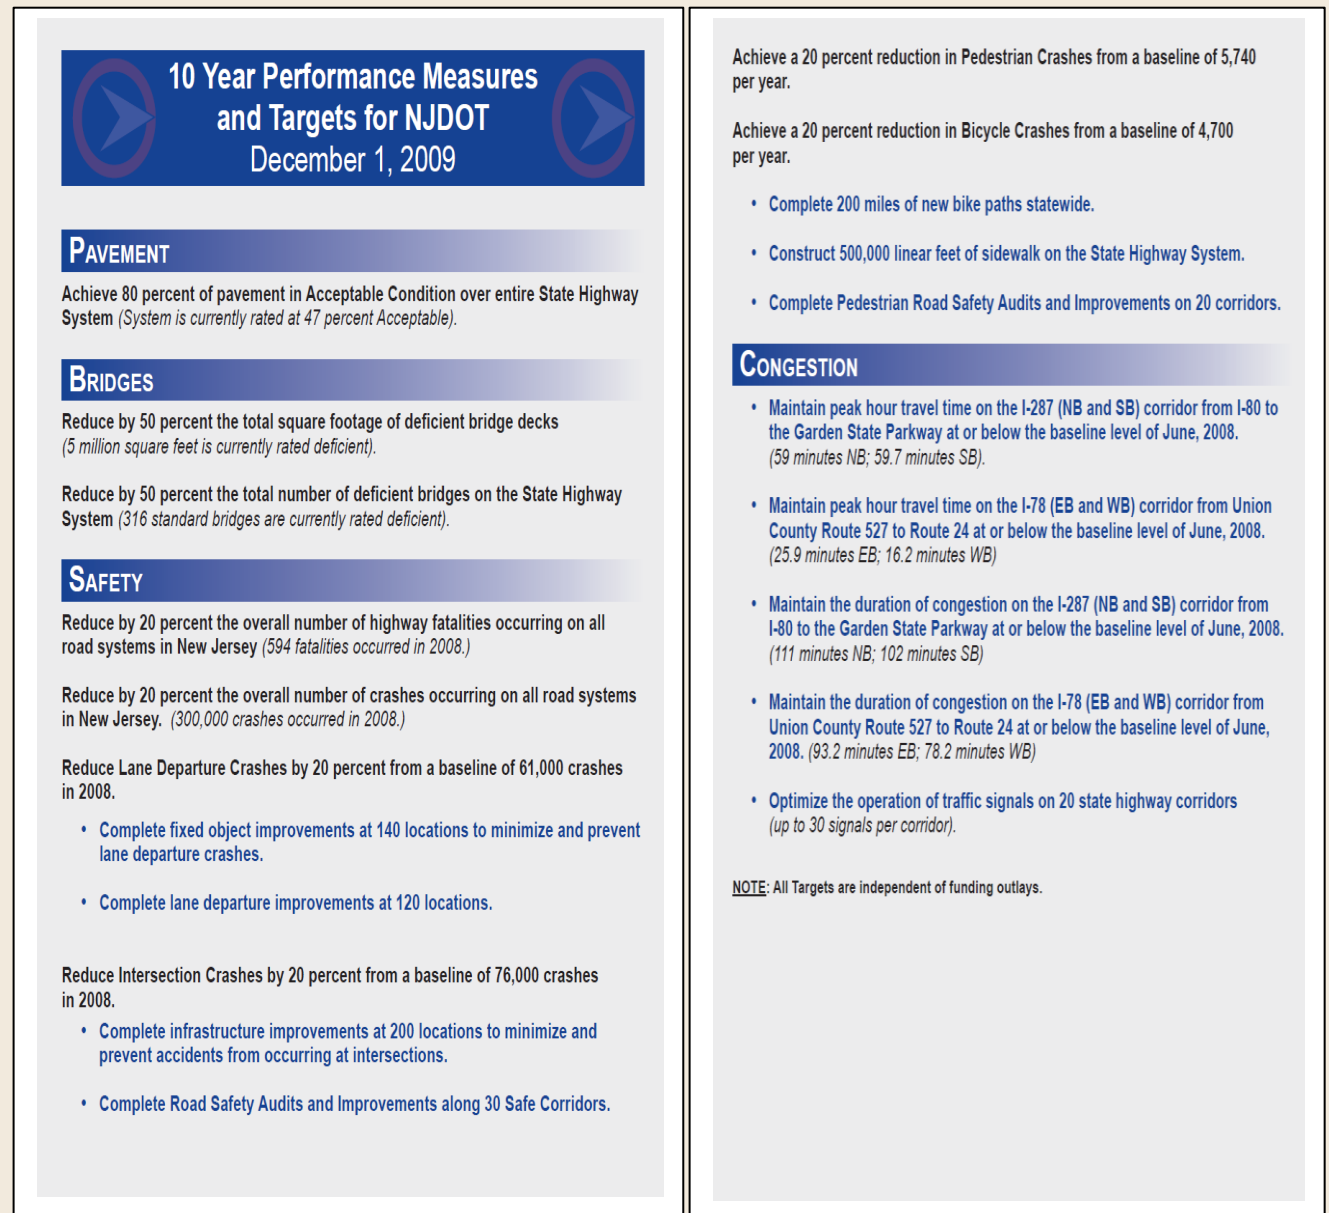 10 Year Performance Measures
and Targets for NJDOT
December 1, 2009
PAVEMENT
Achieve 80 percent of pavement in Acceptable Condition over entire State Highway
System (System is currently rated at 47 percent Acceptable).
BRIDGES
Reduce by 50 percent the total square footage of deficient bridge decks
(5 million square feet is currently rated deficient).
Reduce by 50 percent the total number of deficient bridges on the State Highway
System (316 standard bridges are currently rated deficient).
SAFETY
Reduce by 20 percent the overall number of highway fatalities occurring on all
road systems in New Jersey (594 fatalities occurred in 2008.)
Reduce by 20 percent the overall number of crashes occurring on all road systems
in New Jersey. (300,000 crashes occurred in 2008.)
Reduce Lane Departure Crashes by 20 percent from a baseline of 61,000 crashes
in 2008.
• Complete fixed object improvements at 140 locations to minimize and prevent
lane departure crashes.
• Complete lane departure improvements at 120 locations.
Reduce Intersection Crashes by 20 percent from a baseline of 76,000 crashes
in 2008.
• Complete infrastructure improvements at 200 locations to minimize and
prevent accidents from occurring at intersections.
• Complete Road Safety Audits and Improvements along 30 Safe Corridors.
Achieve a 20 percent reduction in Pedestrian Crashes from a baseline of 5,740
per year.
Achieve a 20 percent reduction in Bicycle Crashes from a baseline of 4,700
per year.
• Complete 200 miles of new bike paths statewide.
• Construct 500,000 linear feet of sidewalk on the State Highway System.
• Complete Pedestrian Road Safety Audits and Improvements on 20 corridors.
CONGESTION
• Maintain peak hour travel time on the I-287 (NB and SB) corridor from I-80 to
the Garden State Parkway at or below the baseline level of June, 2008.
(59 minutes NB; 59.7 minutes SB).
• Maintain peak hour travel time on the I-78 (EB and WB) corridor from Union
County Route 527 to Route 24 at or below the baseline level of June, 2008.
(25.9 minutes EB; 16.2 minutes WB)
• Maintain the duration of congestion on the I-287 (NB and SB) corridor from
I-80 to the Garden State Parkway at or below the baseline level of June, 2008.
(111 minutes NB; 102 minutes SB)
• Maintain the duration of congestion on the I-78 (EB and WB) corridor from
Union County Route 527 to Route 24 at or below the baseline level of June,
2008. (93.2 minutes EB; 78.2 minutes WB)
• Optimize the operation of traffic signals on 20 state highway corridors
(up to 30 signals per corridor).
NOTE: All Targets are independent of funding outlays.